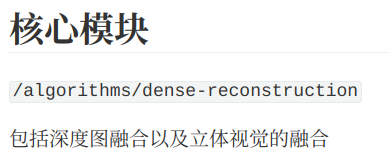 核心模块
/algorithms/dense-reconstruction
包括深度图融合以及立体视觉的融合